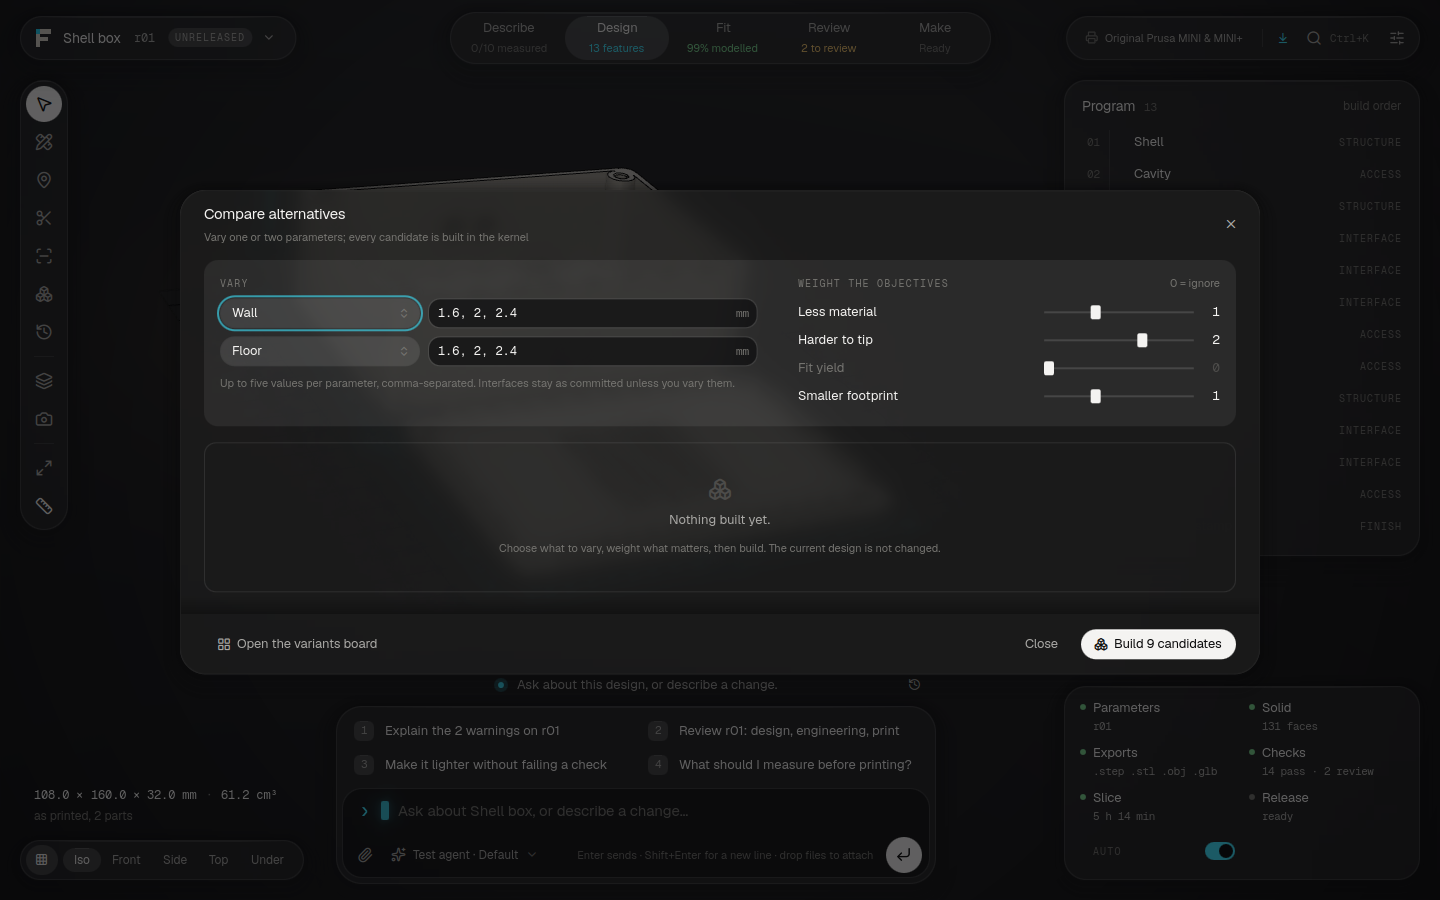 Shell box r01 UNRELEASED
Describe
0/10 measured
Design
13 features
Fit
99% modelled
Review
2 to review
Make
Ready
Original Prusa MINI & MINI+
Ctrl+K
Program 13
build order
01 Shell STRUCTURE
02 Cavity ACCESS
STRUCTURE
INTERFACE
INTERFACE
INTERFACE
ACCESS
ACCESS
STRUCTURE
INTERFACE
INTERFACE
ACCESS
FINISH
Compare alternatives
Vary one or two parameters; every candidate is built in the kernel
VARY
Wall 1.6, 2, 2.4 mm
Floor 1.6, 2, 2.4 mm
Up to five values per parameter, comma-separated. Interfaces stay as committed unless you vary them.
WEIGHT THE OBJECTIVES 0 = ignore
Less material 1
Harder to tip 2
Fit yield 0
Smaller footprint 1
Nothing built yet.
Choose what to vary, weight what matters, then build. The current design is not changed.
Open the variants board
Close
Build 9 candidates
Ask about this design, or describe a change.
1 Explain the 2 warnings on r01
2 Review r01: design, engineering, print
3 Make it lighter without failing a check
4 What should I measure before printing?
Ask about Shell box, or describe a change...
Test agent · Default
Enter sends · Shift+Enter for a new line · drop files to attach
108.0 × 160.0 × 32.0 mm · 61.2 cm³
as printed, 2 parts
Iso Front Side Top Under
Parameters
r01
Solid
131 faces
Exports
.step .stl .obj .glb
Checks
14 pass · 2 review
Slice
5 h 14 min
Release
ready
AUTO